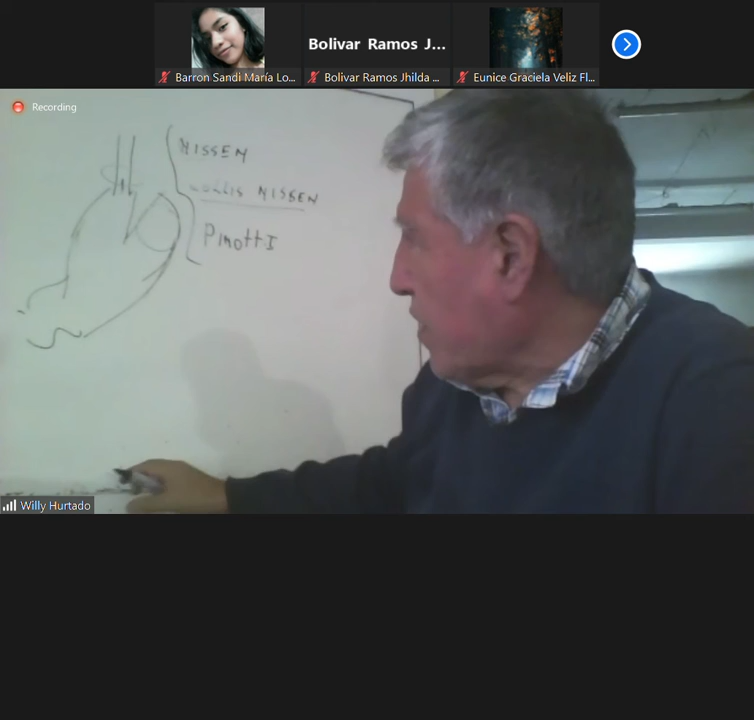 Barron Sandi María Lo...
Bolivar Ramos J...
Bolivar Ramos Jhilda ...
Eunice Graciela Veliz Fl...
Recording
NISSEN
COLLIS NISSEN
PINOTTI
Willy Hurtado